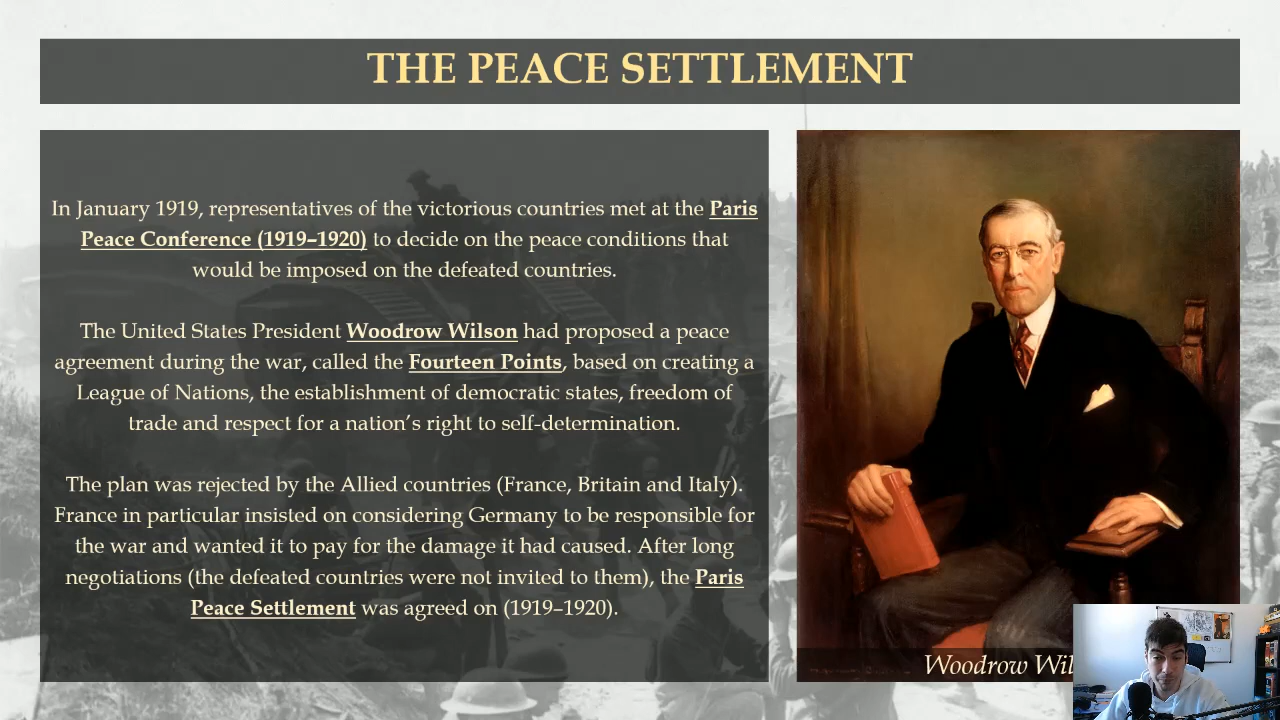 THE PEACE SETTLEMENT
In January 1919, representatives of the victorious countries met at the Paris
Peace Conference (1919–1920) to decide on the peace conditions that
would be imposed on the defeated countries.
The United States President Woodrow Wilson had proposed a peace
agreement during the war, called the Fourteen Points, based on creating a
League of Nations, the establishment of democratic states, freedom of
trade and respect for a nation’s right to self-determination.
The plan was rejected by the Allied countries (France, Britain and Italy).
France in particular insisted on considering Germany to be responsible for
the war and wanted it to pay for the damage it had caused. After long
negotiations (the defeated countries were not invited to them), the Paris
Peace Settlement was agreed on (1919–1920).
Woodrow Wil